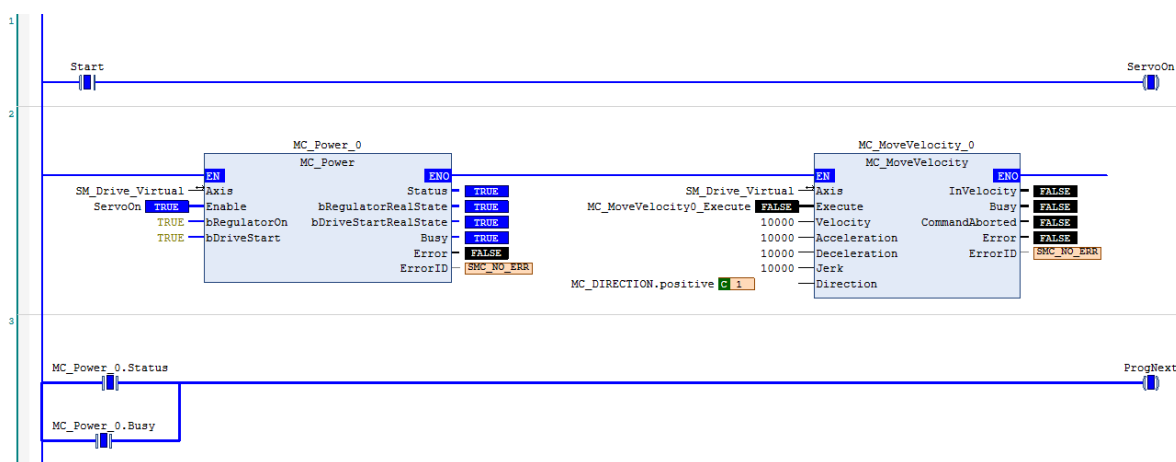 1
Start
ServoOn
2
MC_Power_0
MC_MoveVelocity_0
MC_Power
MC_MoveVelocity
EN ENO
EN ENO
SM_Drive_Virtual Axis Status TRUE
SM_Drive_Virtual Axis InVelocity FALSE
ServoOn TRUE Enable bRegulatorRealState TRUE
MC_MoveVelocity0_Execute FALSE Execute Busy FALSE
TRUE bRegulatorOn bDriveStartRealState TRUE
10000 Velocity CommandAborted FALSE
TRUE bDriveStart Busy TRUE
10000 Acceleration Error FALSE
Error FALSE
10000 Deceleration ErrorID SMC_NO_ERR
ErrorID SMC_NO_ERR
10000 Jerk
MC_DIRECTION.positive C 1 Direction
3
MC_Power_0.Status
ProgNext
MC_Power_0.Busy